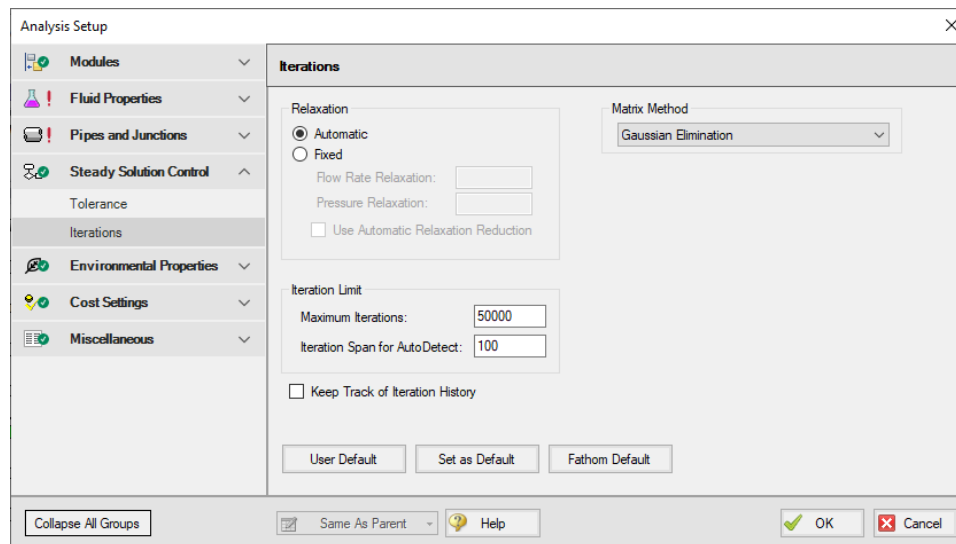 Analysis Setup
Modules
Fluid Properties
Pipes and Junctions
Steady Solution Control
Tolerance
Iterations
Environmental Properties
Cost Settings
Miscellaneous
Iterations
Relaxation
Automatic
Fixed
Flow Rate Relaxation:
Pressure Relaxation:
Use Automatic Relaxation Reduction
Matrix Method
Gaussian Elimination
Iteration Limit
Maximum Iterations: 50000
Iteration Span for AutoDetect: 100
Keep Track of Iteration History
User Default Set as Default Fathom Default
Collapse All Groups Same As Parent Help OK Cancel